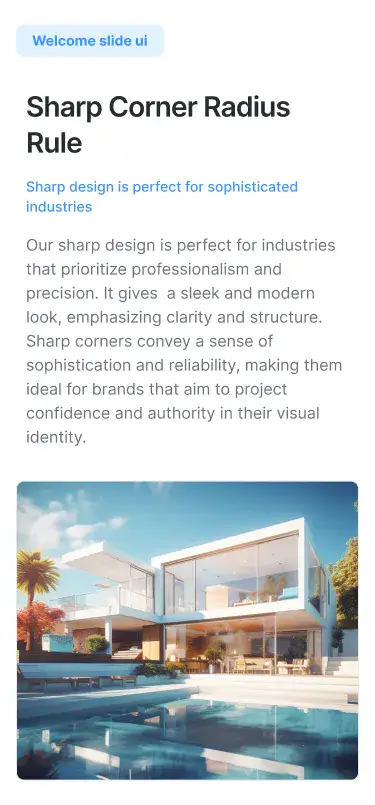 Welcome slide ui
Sharp Corner Radius
Rule
Sharp design is perfect for sophisticated
industries
Our sharp design is perfect for industries
that prioritize professionalism and
precision. It gives  a sleek and modern
look, emphasizing clarity and structure.
Sharp corners convey a sense of
sophistication and reliability, making them
ideal for brands that aim to project
confidence and authority in their visual
identity.